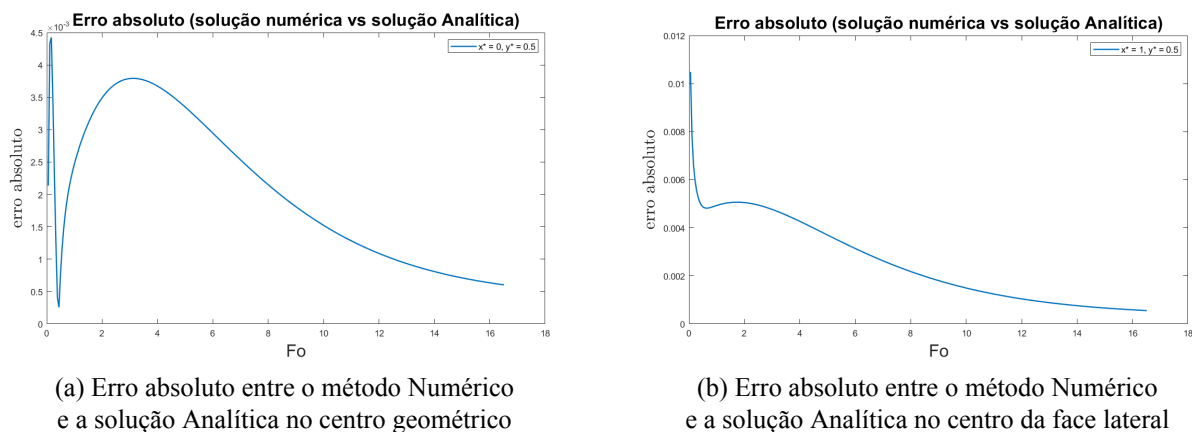 Erro absoluto (solução numérica vs solução Analítica)
×10⁻³
4.5
4
3.5
3
2.5
2
1.5
1
0.5
0
erro absoluto
x* = 0, y* = 0.5
0 2 4 6 8 10 12 14 16 18
Fo
(a) Erro absoluto entre o método Numérico
e a solução Analítica no centro geométrico
Erro absoluto (solução numérica vs solução Analítica)
0.012
0.01
0.008
0.006
0.004
0.002
0
erro absoluto
x* = 1, y* = 0.5
0 2 4 6 8 10 12 14 16 18
Fo
(b) Erro absoluto entre o método Numérico
e a solução Analítica no centro da face lateral